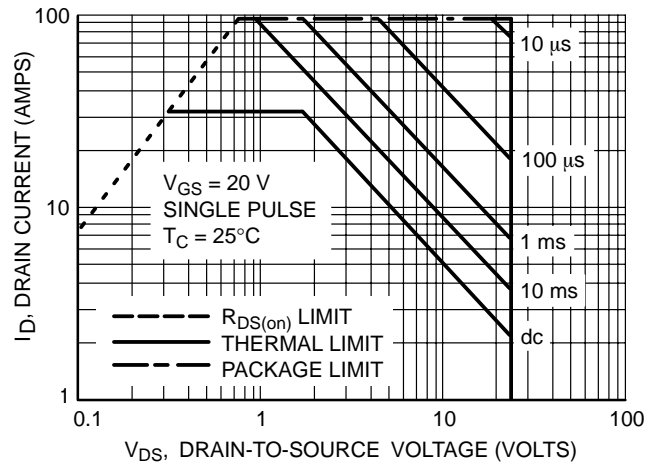 100
10
1
I_D, DRAIN CURRENT (AMPS)
V_GS = 20 V
SINGLE PULSE
T_C = 25°C
R_DS(on) LIMIT
THERMAL LIMIT
PACKAGE LIMIT
10 µs
100 µs
1 ms
10 ms
dc
0.1
1
10
100
V_DS, DRAIN-TO-SOURCE VOLTAGE (VOLTS)